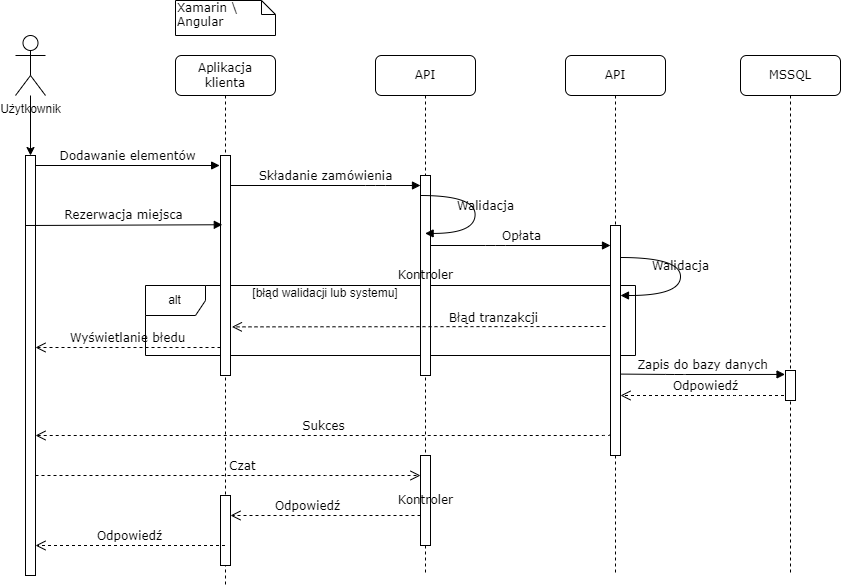 Xamarin \
Angular
Użytkownik
Aplikacja
klienta
API
API
MSSQL
Dodawanie elementów
Składanie zamówienia
Walidacja
Rezerwacja miejsca
Opłata
Walidacja
Kontroler
alt
[błąd walidacji lub systemu]
Błąd tranzakcji
Wyświetlanie błedu
Zapis do bazy danych
Odpowiedź
Sukces
Czat
Kontroler
Odpowiedź
Odpowiedź